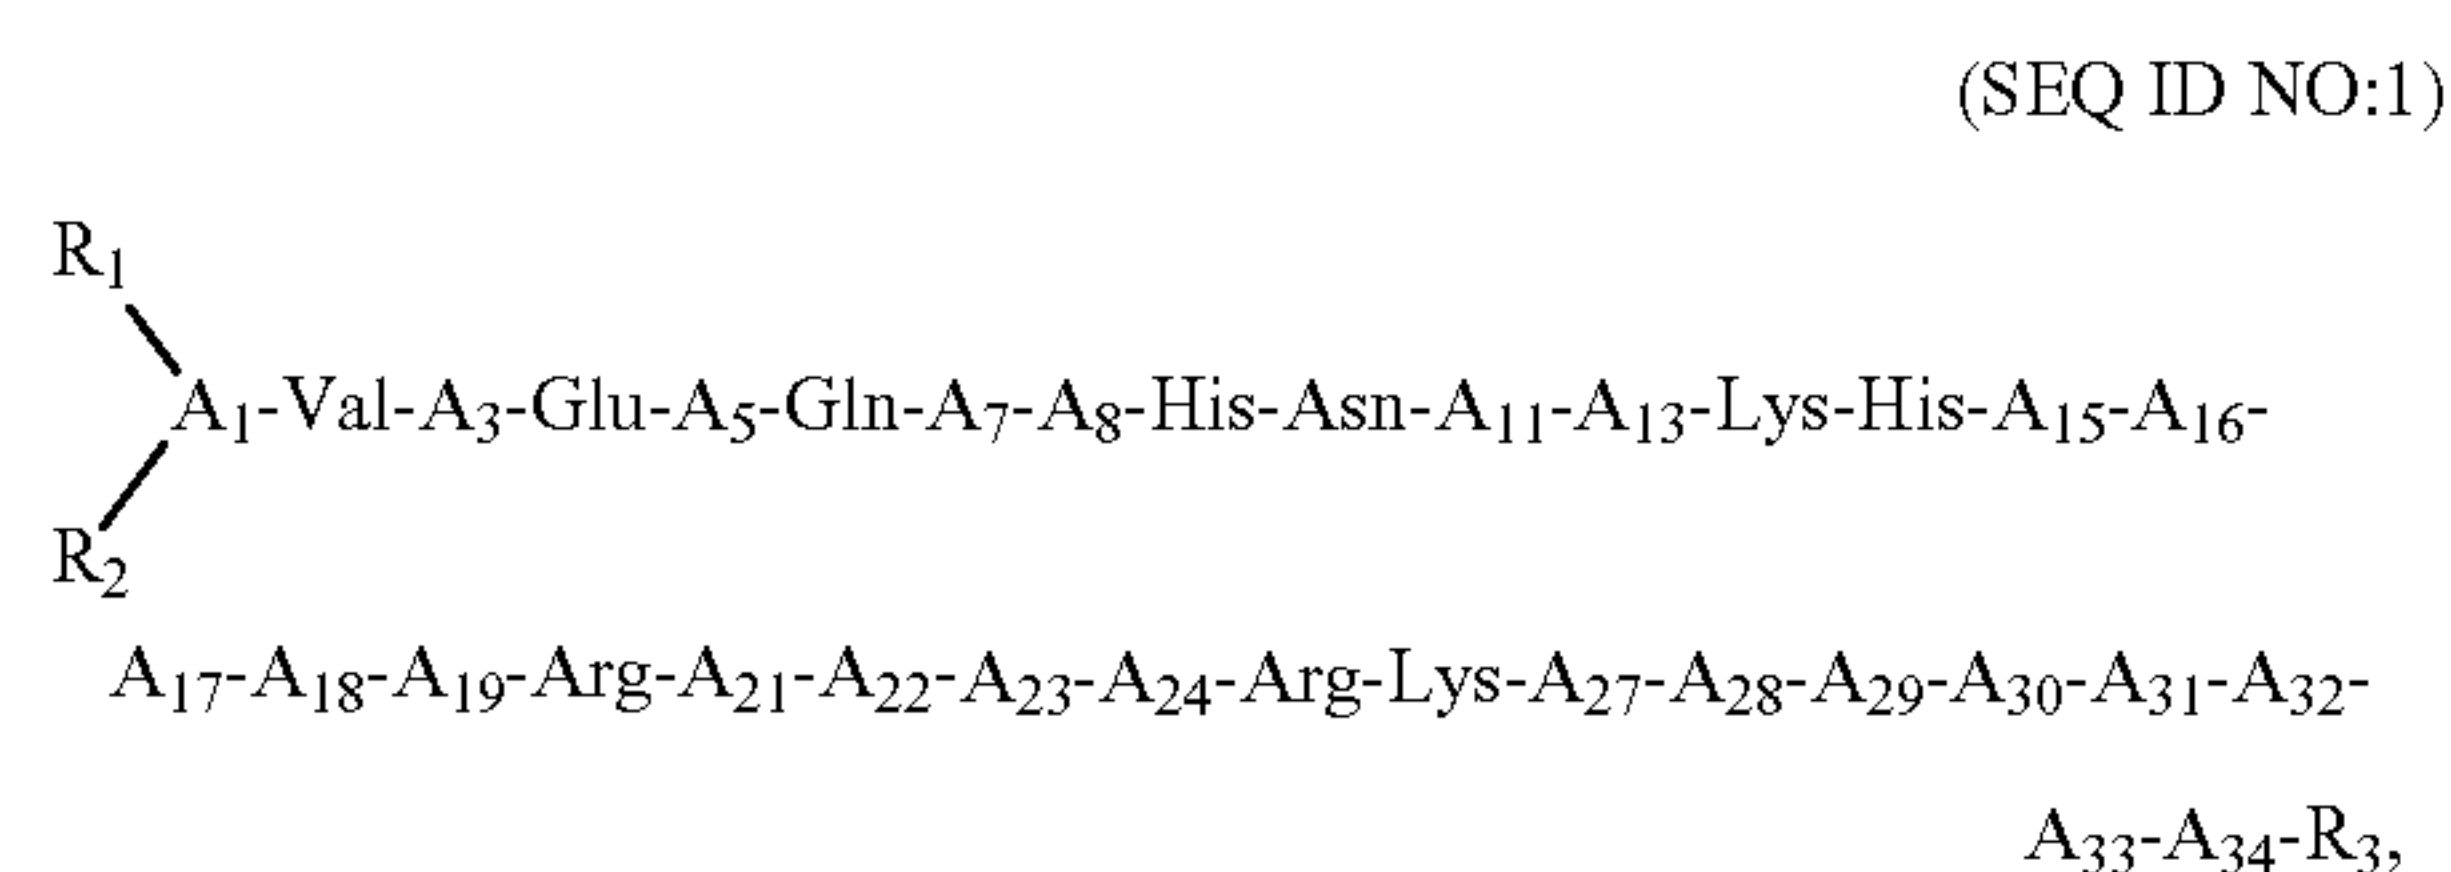 (SEQ ID NO:1)
R1
A1-Val-A3-Glu-A5-Gln-A7-A8-His-Asn-A11-A13-Lys-His-A15-A16-
R2
A17-A18-A19-Arg-A21-A22-A23-A24-Arg-Lys-A27-A28-A29-A30-A31-A32-
A33-A34-R3,